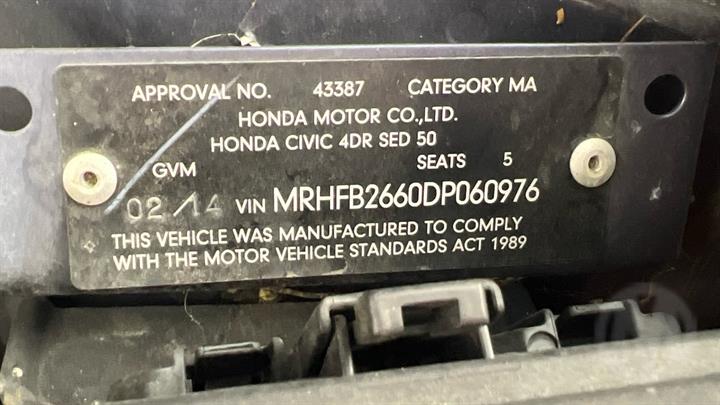 APPROVAL NO. 43387 CATEGORY MA
HONDA MOTOR CO.,LTD.
HONDA CIVIC 4DR SED 50
GVM SEATS 5
02/14 VIN MRHFB2660DP060976
THIS VEHICLE WAS MANUFACTURED TO COMPLY
WITH THE MOTOR VEHICLE STANDARDS ACT 1989